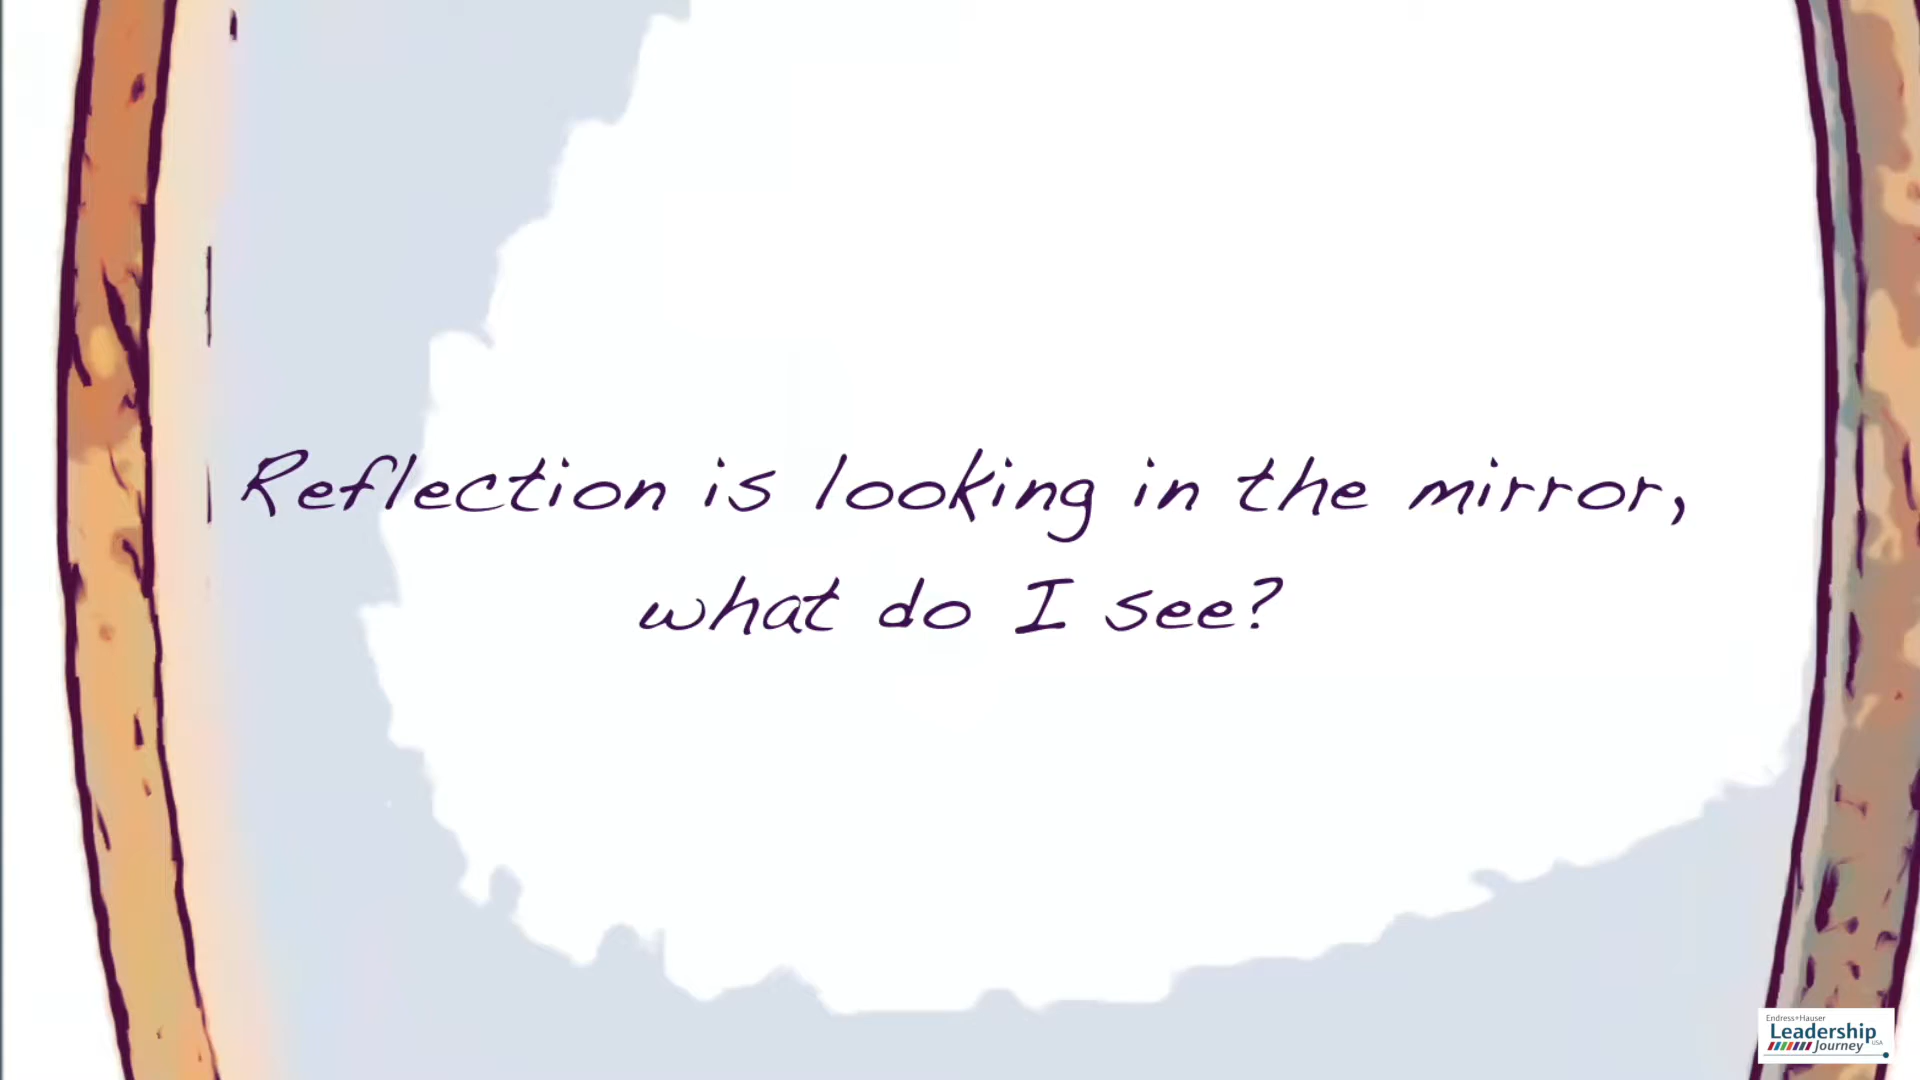 Reflection is looking in the mirror,
what do I see?
Endress+Hauser
Leadership
Journey USA